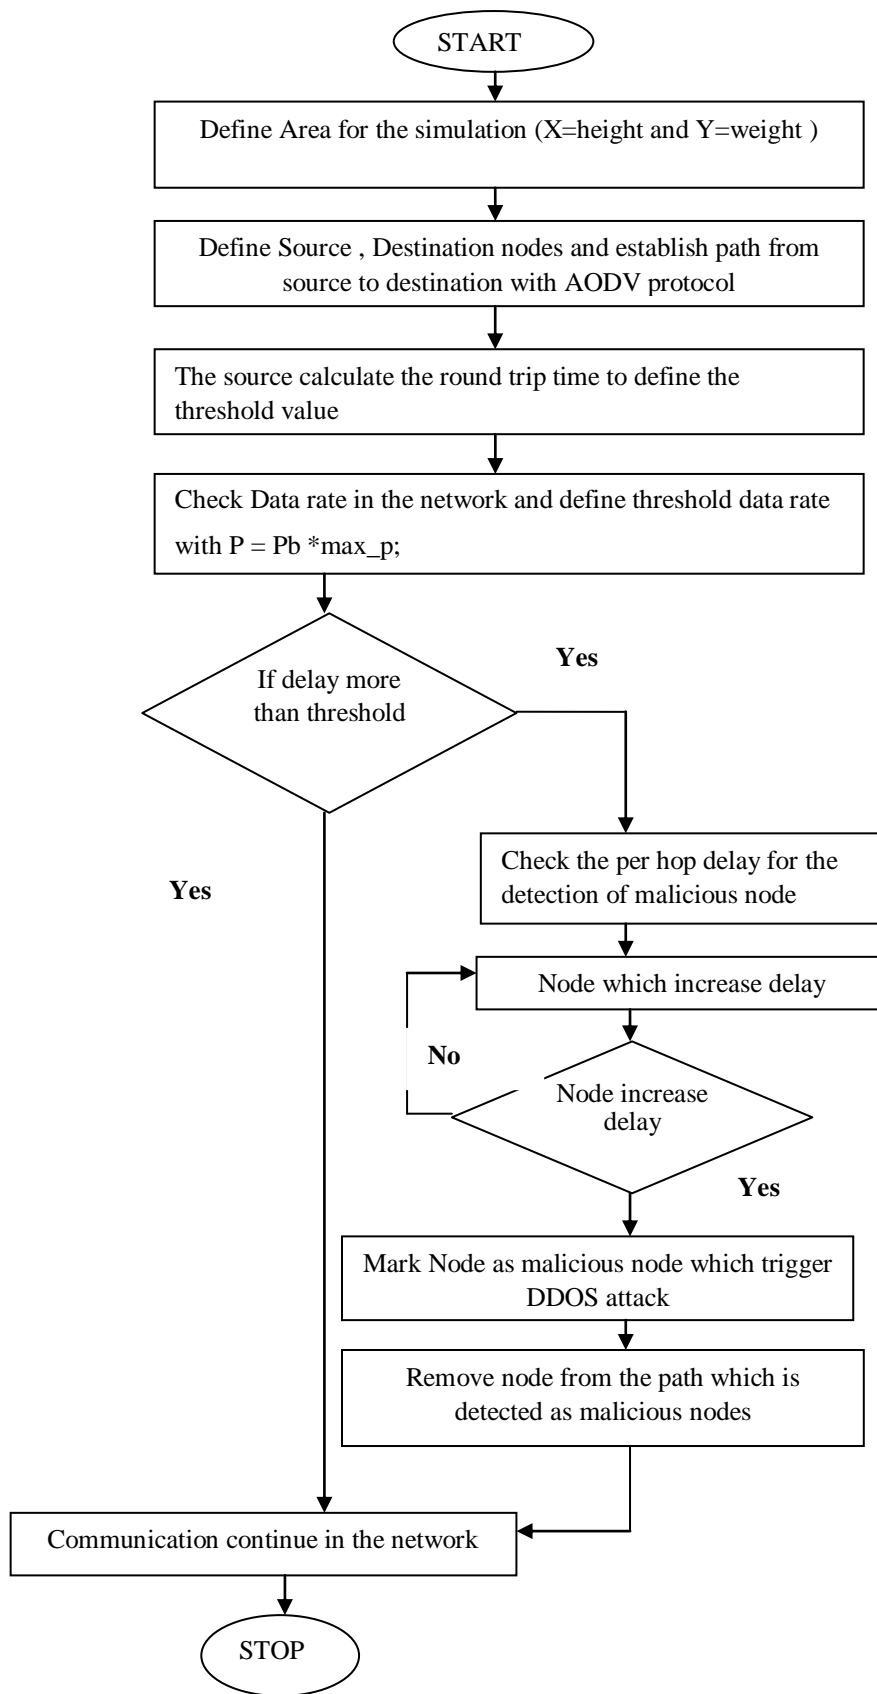 START
Define Area for the simulation (X=height and Y=weight )
Define Source , Destination nodes and establish path from
source to destination with AODV protocol
The source calculate the round trip time to define the
threshold value
Check Data rate in the network and define threshold data rate
with P = Pb *max_p;
If delay more
than threshold
Yes
Yes
Check the per hop delay for the
detection of malicious node
Node which increase delay
No
Node increase
delay
Yes
Mark Node as malicious node which trigger
DDOS attack
Remove node from the path which is
detected as malicious nodes
Communication continue in the network
STOP